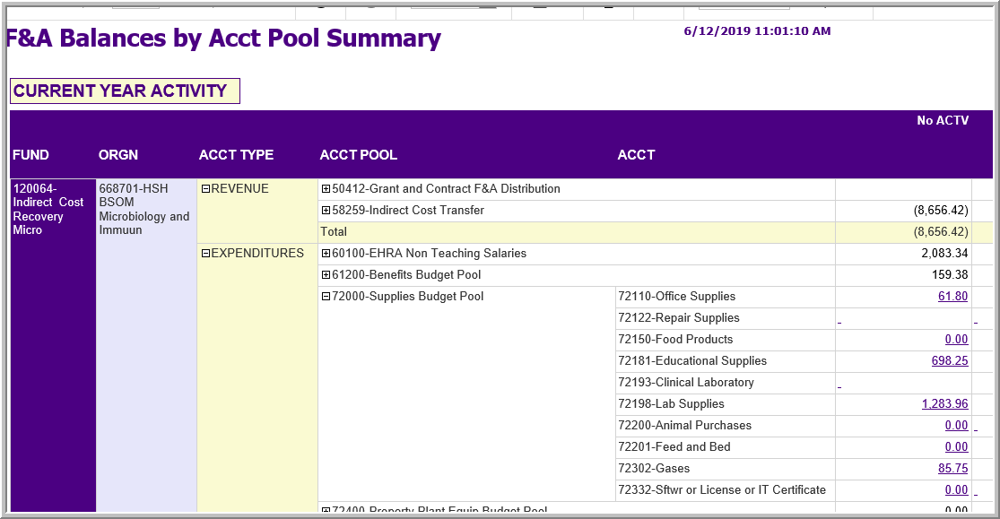 F&A Balances by Acct Pool Summary
6/12/2019 11:01:10 AM
CURRENT YEAR ACTIVITY
No ACTV
FUND ORGN ACCT TYPE ACCT POOL ACCT
120064-
Indirect Cost
Recovery
Micro
668701-HSH
BSOM
Microbiology and
Immuun
REVENUE
50412-Grant and Contract F&A Distribution
58259-Indirect Cost Transfer (8,656.42)
Total (8,656.42)
EXPENDITURES
60100-EHRA Non Teaching Salaries 2,083.34
61200-Benefits Budget Pool 159.38
72000-Supplies Budget Pool
72110-Office Supplies 61.80
72122-Repair Supplies
72150-Food Products 0.00
72181-Educational Supplies 698.25
72193-Clinical Laboratory
72198-Lab Supplies 1,283.96
72200-Animal Purchases 0.00
72201-Feed and Bed 0.00
72302-Gases 85.75
72332-Sftwr or License or IT Certificate 0.00
72400-Property Plant Equip Budget Pool 0.00